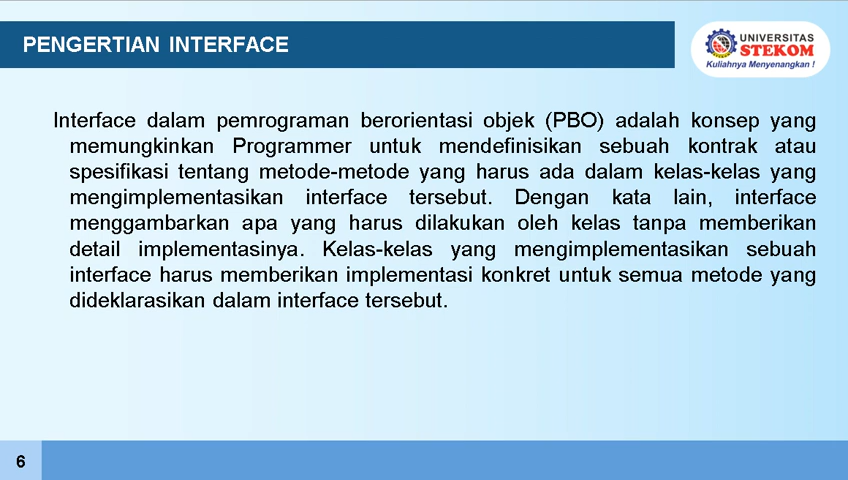 PENGERTIAN INTERFACE
UNIVERSITAS
STEKOM
Kuliahnya Menyenangkan !
Interface dalam pemrograman berorientasi objek (PBO) adalah konsep yang
memungkinkan Programmer untuk mendefinisikan sebuah kontrak atau
spesifikasi tentang metode-metode yang harus ada dalam kelas-kelas yang
mengimplementasikan interface tersebut. Dengan kata lain, interface
menggambarkan apa yang harus dilakukan oleh kelas tanpa memberikan
detail implementasinya. Kelas-kelas yang mengimplementasikan sebuah
interface harus memberikan implementasi konkret untuk semua metode yang
dideklarasikan dalam interface tersebut.
6